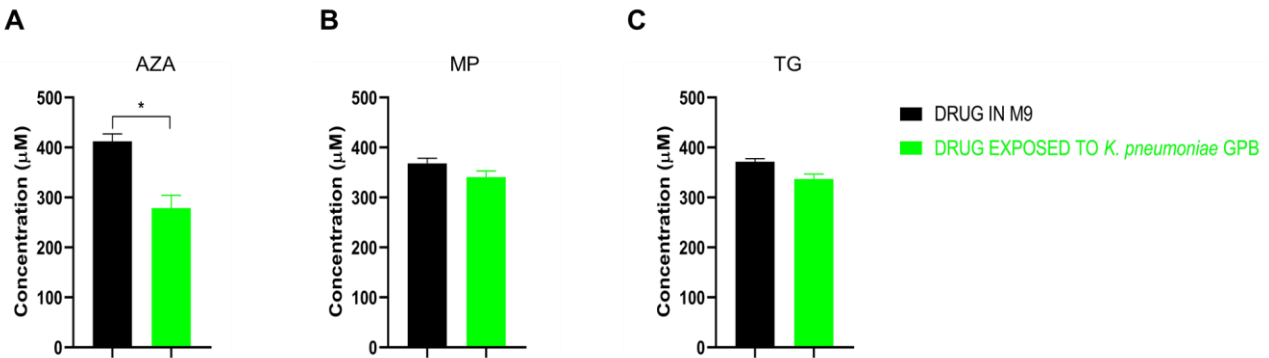 A
AZA
500
400
300
200
100
0
Concentration (μM)
*
B
MP
500
400
300
200
100
0
Concentration (μM)
C
TG
500
400
300
200
100
0
Concentration (μM)
DRUG IN M9
DRUG EXPOSED TO K. pneumoniae GPB